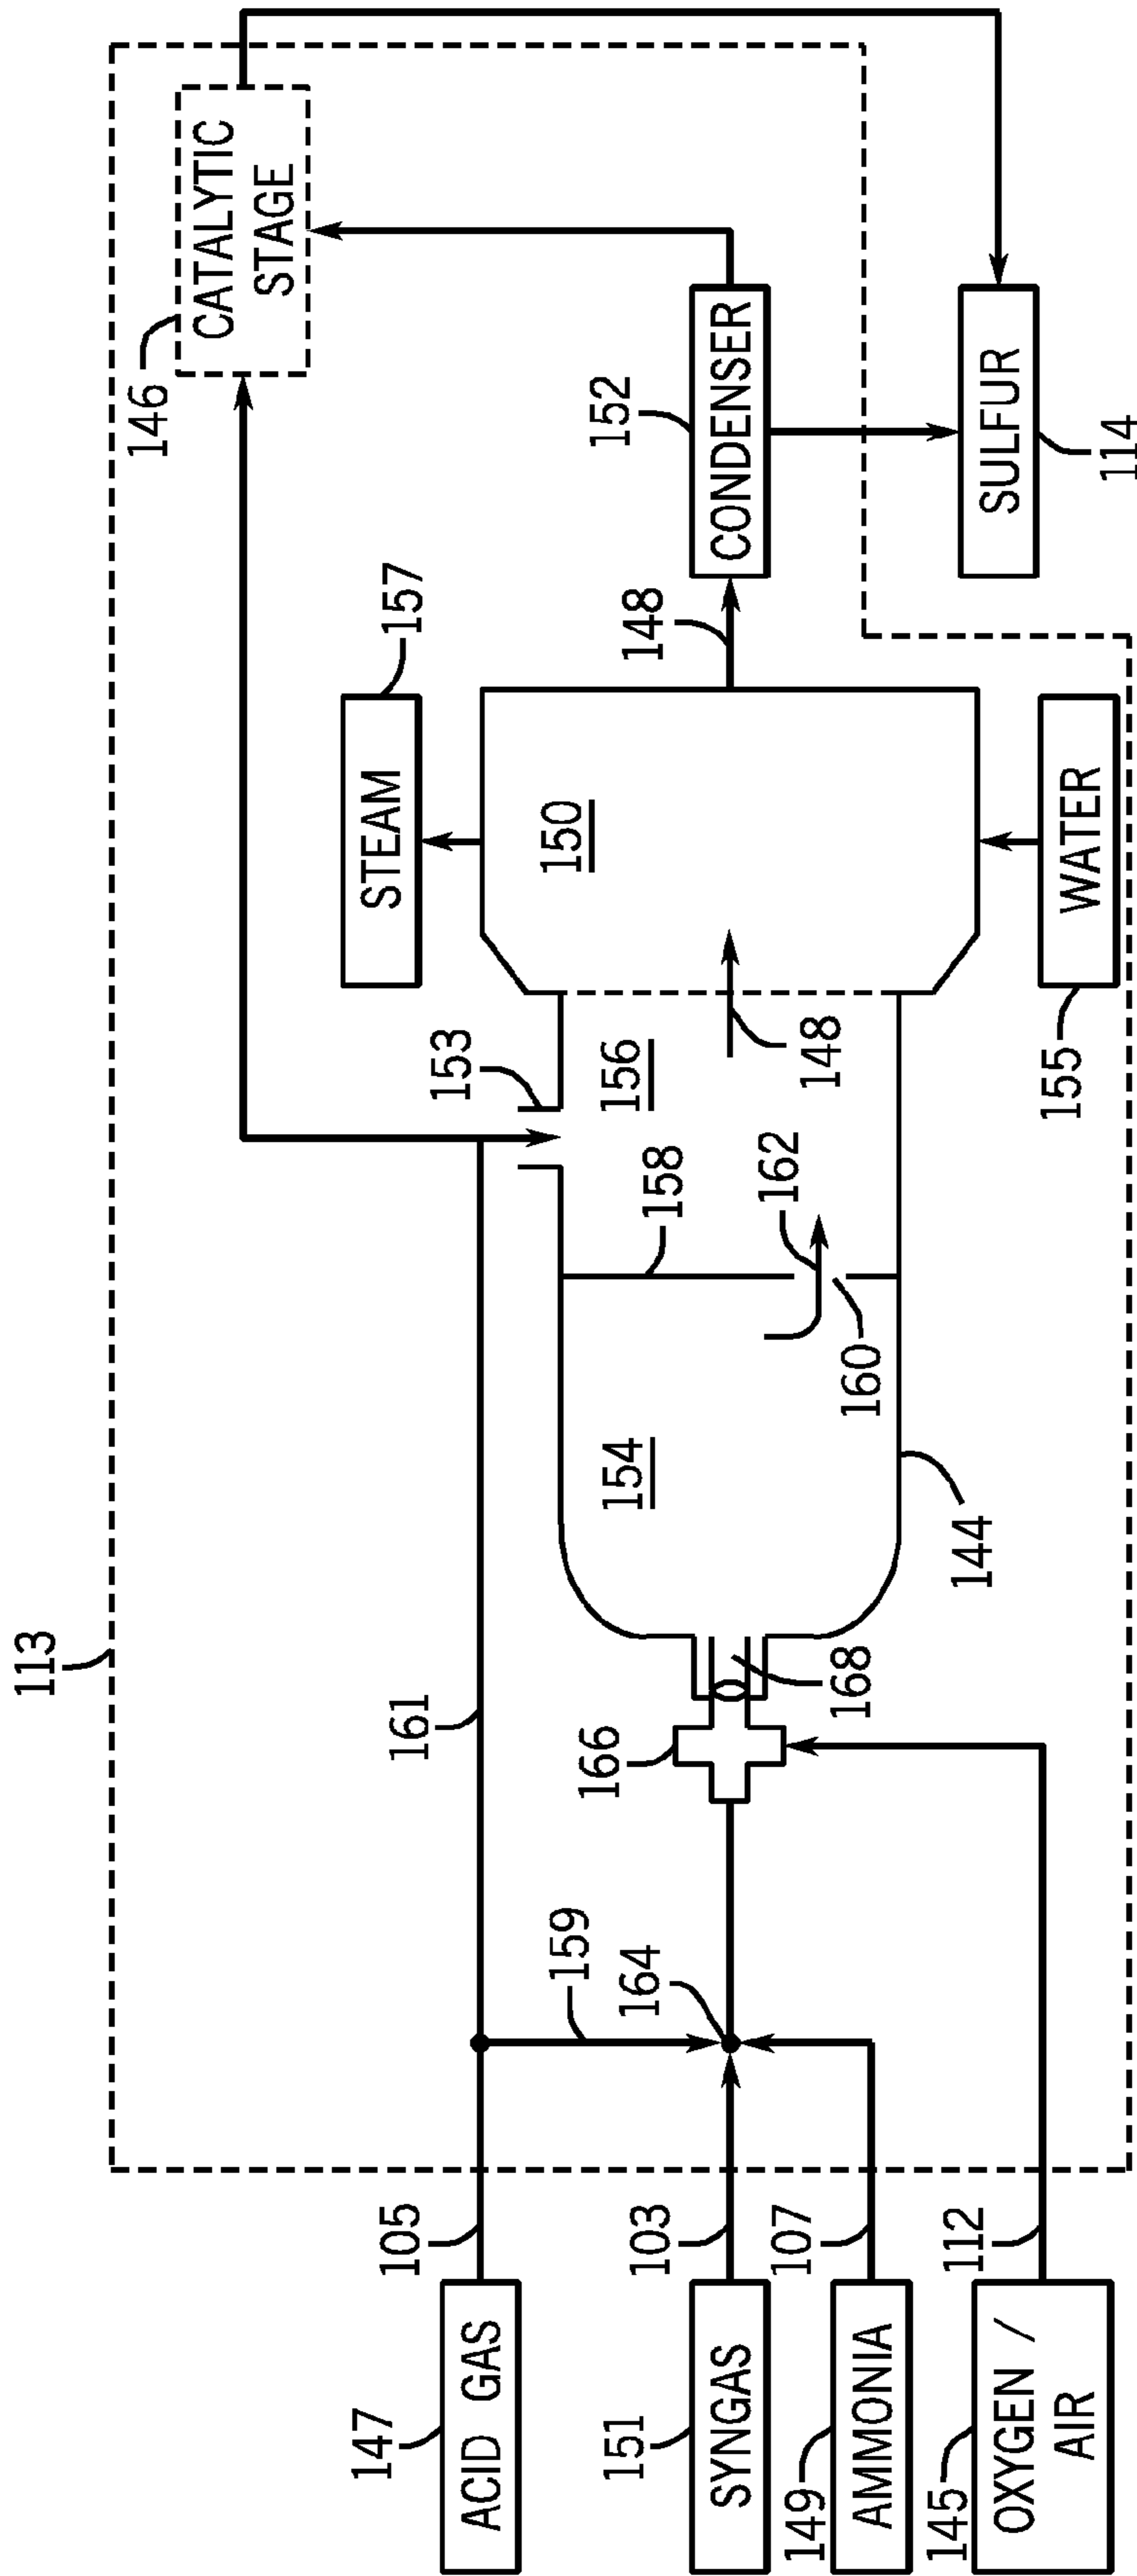 113
146
CATALYTIC
STAGE
157
STEAM
153
161
147
ACID GAS
105
159
164
166
168
154
158
162
160
156
148
150
148
152
CONDENSER
151
SYNGAS
103
149
AMMONIA
107
144
145
OXYGEN /
AIR
112
155
WATER
SULFUR
114